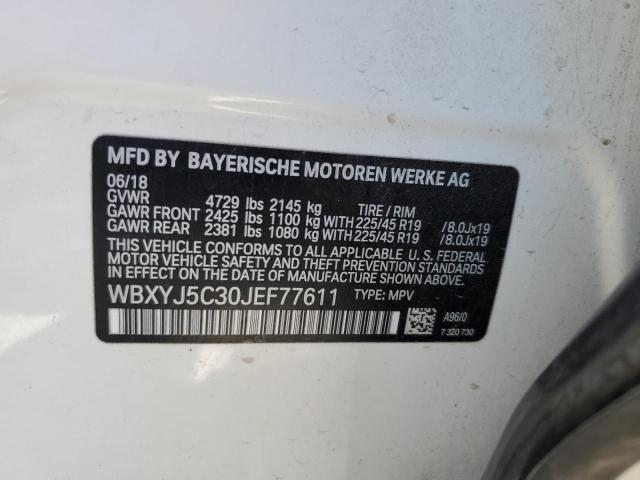 MFD BY BAYERISCHE MOTOREN WERKE AG
06/18
GVWR 4729 lbs 2145 kg TIRE / RIM
GAWR FRONT 2425 lbs 1100 kg WITH 225/45 R19 /8.0Jx19
GAWR REAR 2381 lbs 1080 kg WITH 225/45 R19 /8.0Jx19
THIS VEHICLE CONFORMS TO ALL APPLICABLE U. S. FEDERAL
MOTOR VEHICLE SAFETY AND THEFT PREVENTION STANDARDS
IN EFFECT ON THE DATE OF MANUFACTURE SHOWN ABOVE.
WBXYJ5C30JEF77611 TYPE: MPV
A96/0
7 320 730